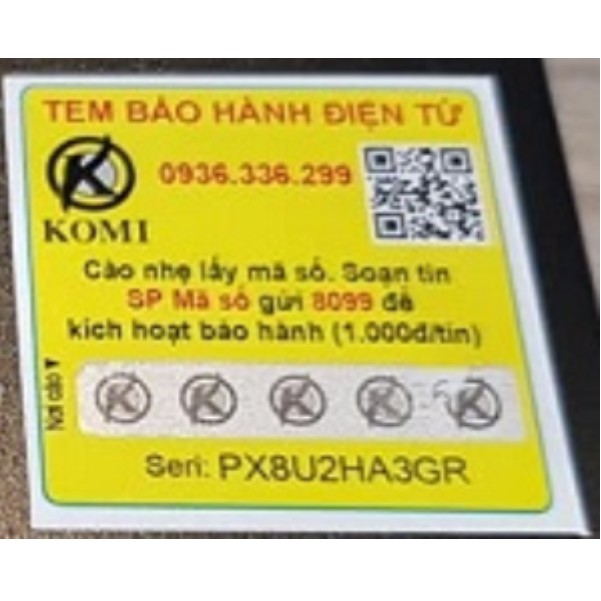 TEM BẢO HÀNH ĐIỆN TỬ
0936.336.299
KOMI
Cào nhẹ lấy mã số. Soạn tin
SP Mã số gửi 8099 để
kích hoạt bảo hành (1.000đ/tin)
Nơi cào ▼
Seri: PX8U2HA3GR